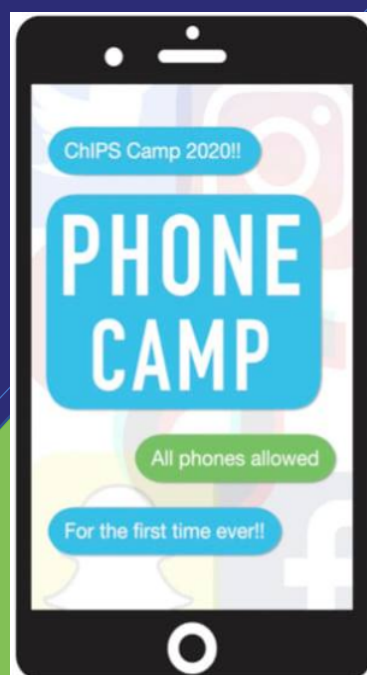 ChIPS Camp 2020!!
PHONE
CAMP
All phones allowed
For the first time ever!!